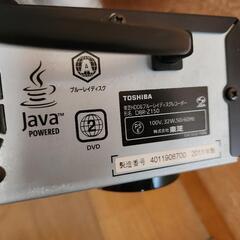 A
ブルーレイディスク
Java
POWERED
2
DVD
TOSHIBA
東芝HDD&ブルーレイディスクレコーダー
形名 DBR-Z150
100V, 32W, 50-60Hz
株式会社 東芝
製造番号 4011908700 2011年製